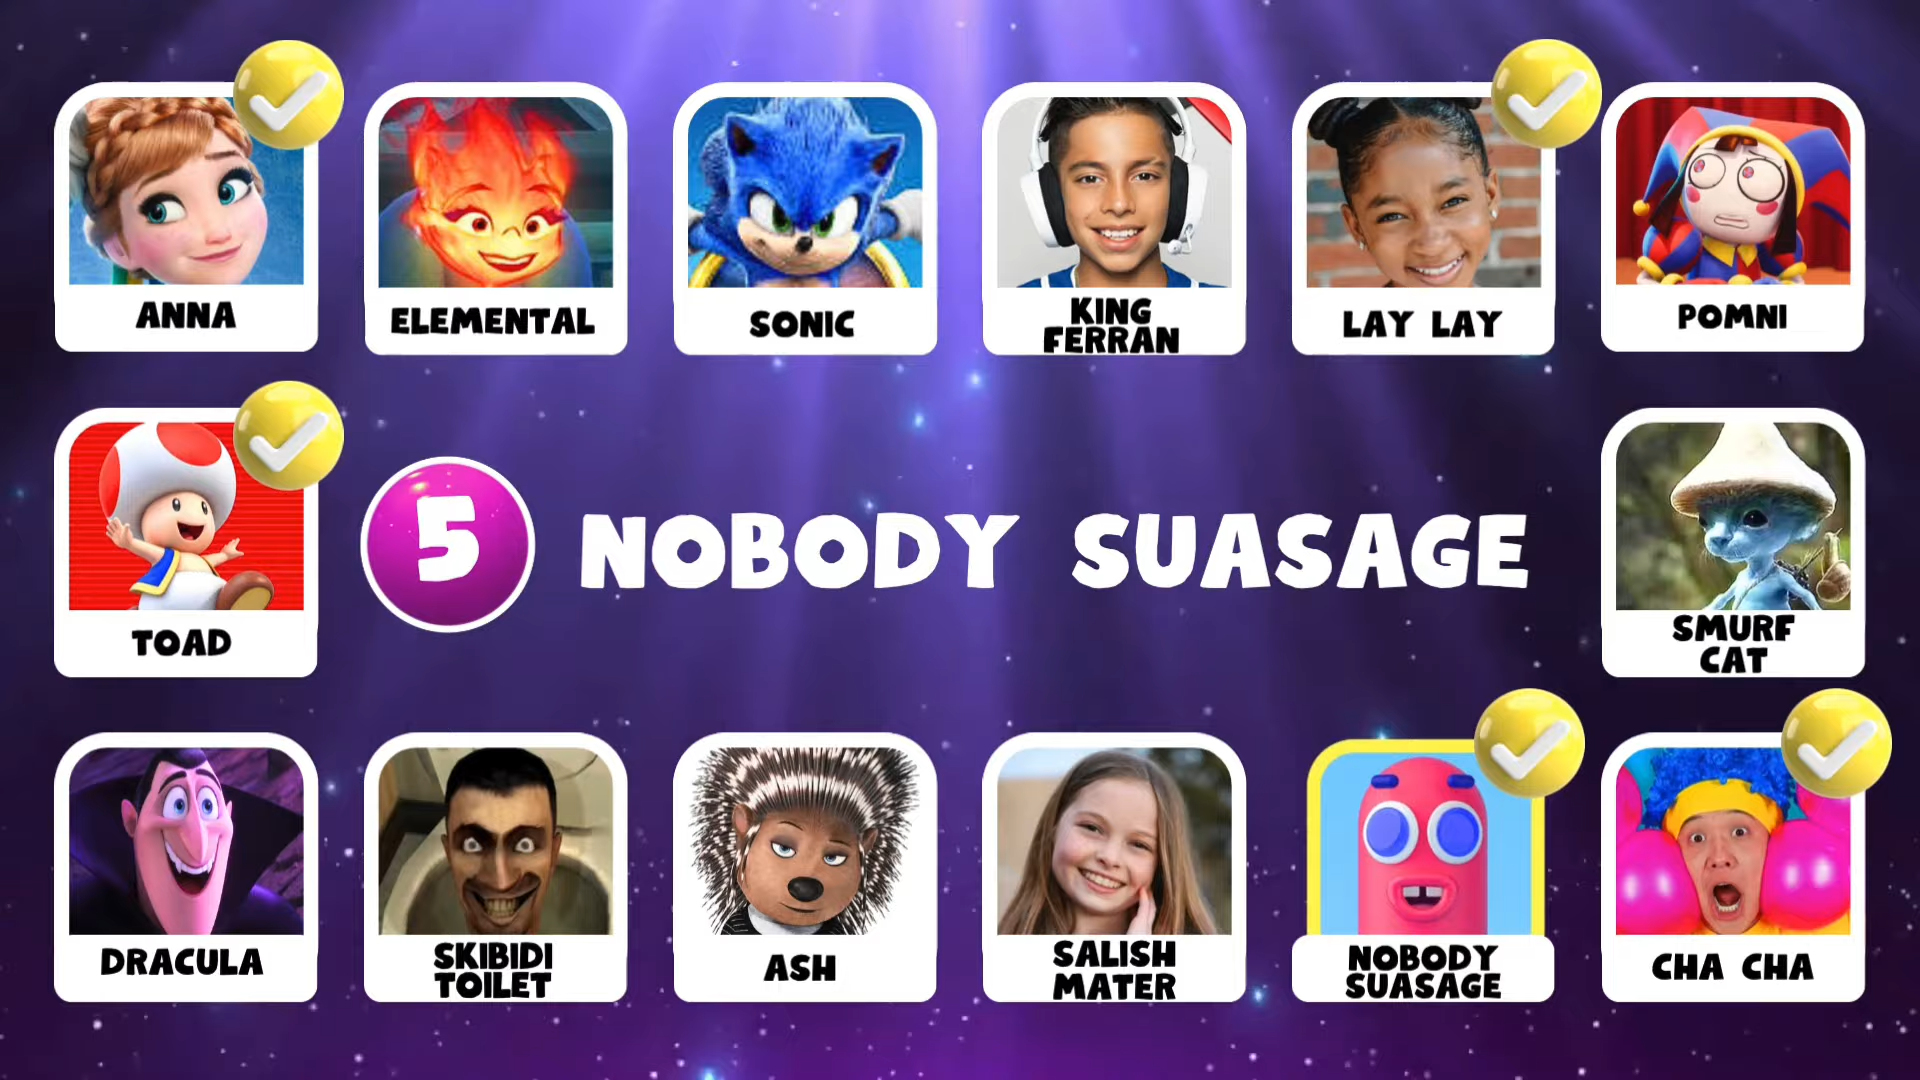 ANNA
ELEMENTAL
SONIC
KING
FERRAN
LAY LAY
POMNI
TOAD
5
NOBODY SUASAGE
SMURF
CAT
DRACULA
SKIBIDI
TOILET
ASH
SALISH
MATER
NOBODY
SUASAGE
CHA CHA